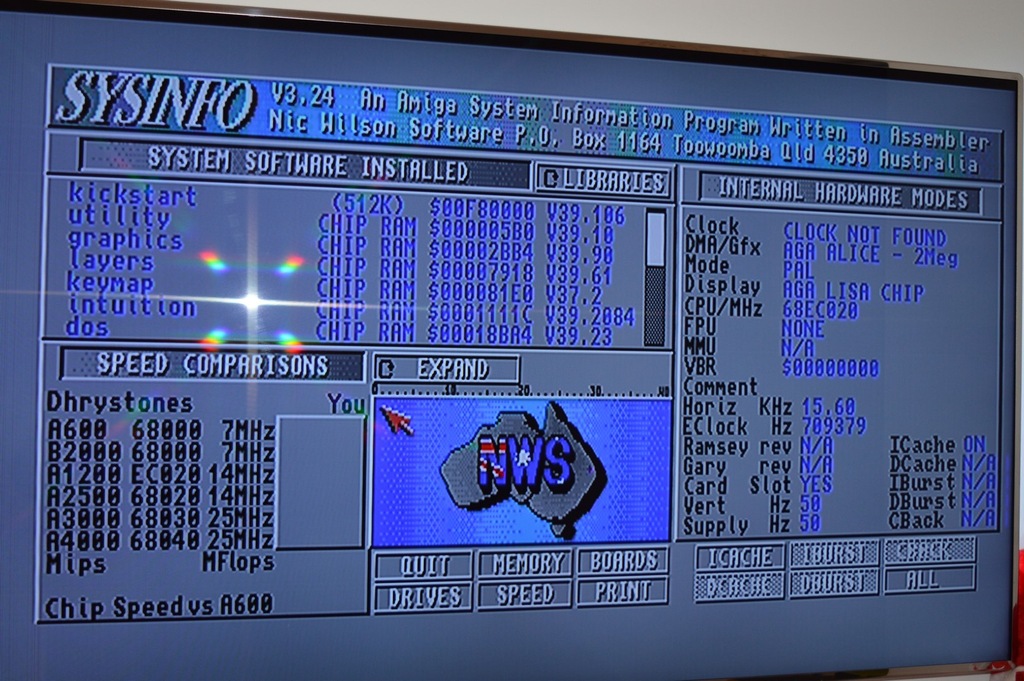 SYSINFO
V3.24 An Amiga System Information Program Written in Assembler
Nic Wilson Software P.O. Box 1164 Toowoomba Qld 4350 Australia
SYSTEM SOFTWARE INSTALLED
LIBRARIES
kickstart (512K) $00F80000 V39.106
utility CHIP RAM $000005B0 V39.10
graphics CHIP RAM $00002BB4 V39.90
layers CHIP RAM $00007918 V39.61
keymap CHIP RAM $000081E0 V37.2
intuition CHIP RAM $0001111C V39.2084
dos CHIP RAM $00018BA4 V39.23
INTERNAL HARDWARE MODES
Clock CLOCK NOT FOUND
DMA/Gfx AGA ALICE - 2Meg
Mode PAL
Display AGA LISA CHIP
CPU/MHz 68EC020
FPU NONE
MMU N/A
VBR $00000000
Comment
Horiz KHz 15.60
EClock Hz 709379
Ramsey rev N/A ICache ON
Gary rev N/A DCache N/A
Card Slot YES IBurst N/A
Vert Hz 50 DBurst N/A
Supply Hz 50 CBack N/A
SPEED COMPARISONS
EXPAND
Dhrystones You
0 10 20 30 40
A600 68000 7MHz
B2000 68000 7MHz
A1200 EC020 14MHz
A2500 68020 14MHz
A3000 68030 25MHz
A4000 68040 25MHz
Mips MFlops
Chip Speed vs A600
NWS
QUIT MEMORY BOARDS
DRIVES SPEED PRINT
ICACHE IBURST CBACK
DCACHE DBURST ALL